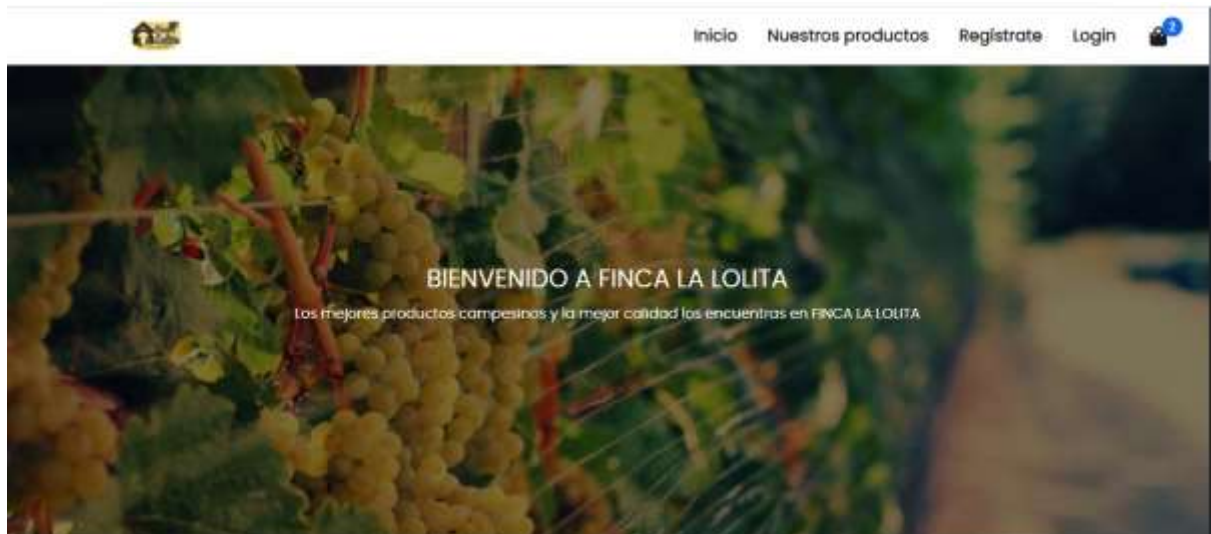 Inicio Nuestros productos Registrate Login 2
BIENVENIDO A FINCA LA LOLITA
Los mejores productos campesinos y la mejor calidad los encuentras en FINCA LA LOLITA